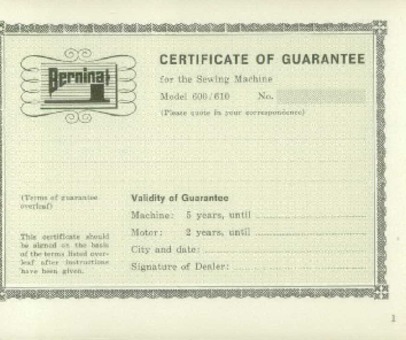 Bernina
CERTIFICATE OF GUARANTEE
for the Sewing Machine
Model 600/610 No.
(Please quote in your correspondence)
(Terms of guarantee
overleaf)
This certificate should
be signed on the basis
of the terms listed over-
leaf after instructions
have been given.
Validity of Guarantee
Machine: 5 years, until
Motor: 2 years, until
City and date:
Signature of Dealer:
1